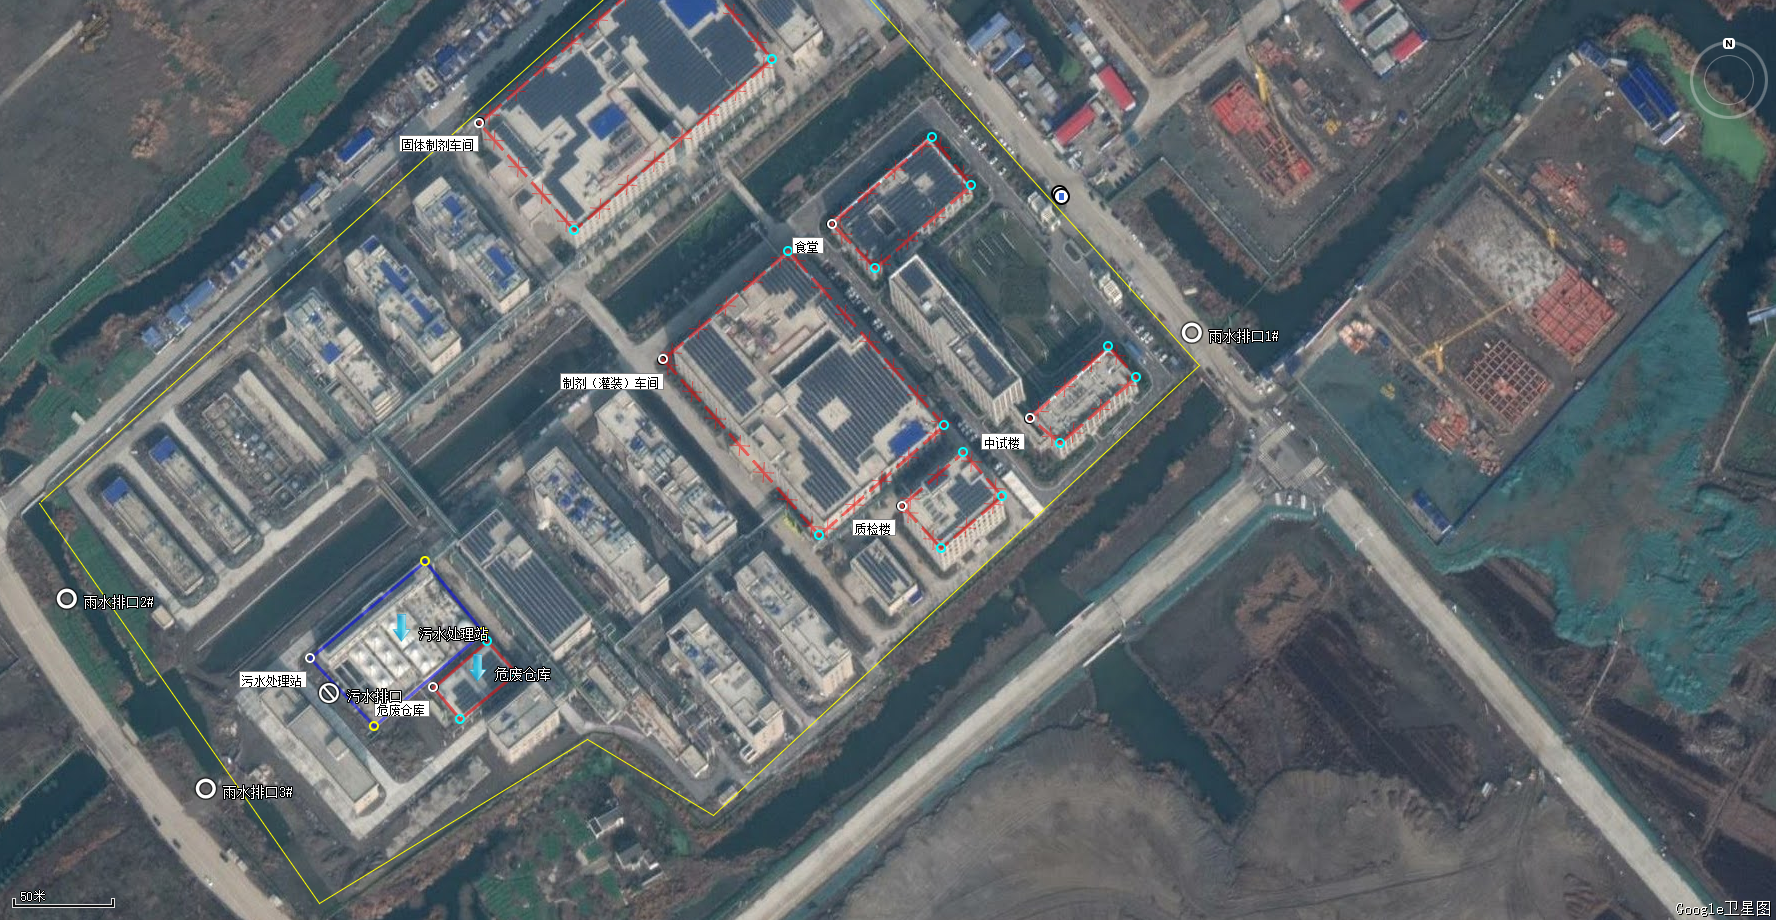 N
固体制剂车间
食堂
雨水排口1#
制剂（灌装）车间
中试楼
质检楼
雨水排口2#
污水处理站
危废仓库
污水处理站
污水排口
危废仓库
雨水排口3#
50米
Google卫星图